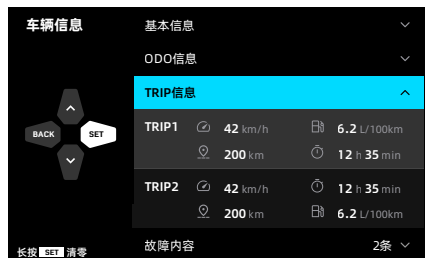 车辆信息
基本信息
ODO信息
TRIP信息
BACK
SET
TRIP1 42 km/h 6.2 L/100km
200 km 12 h 35 min
TRIP2 42 km/h 12 h 35 min
200 km 6.2 L/100km
长按 SET 清零
故障内容 2条